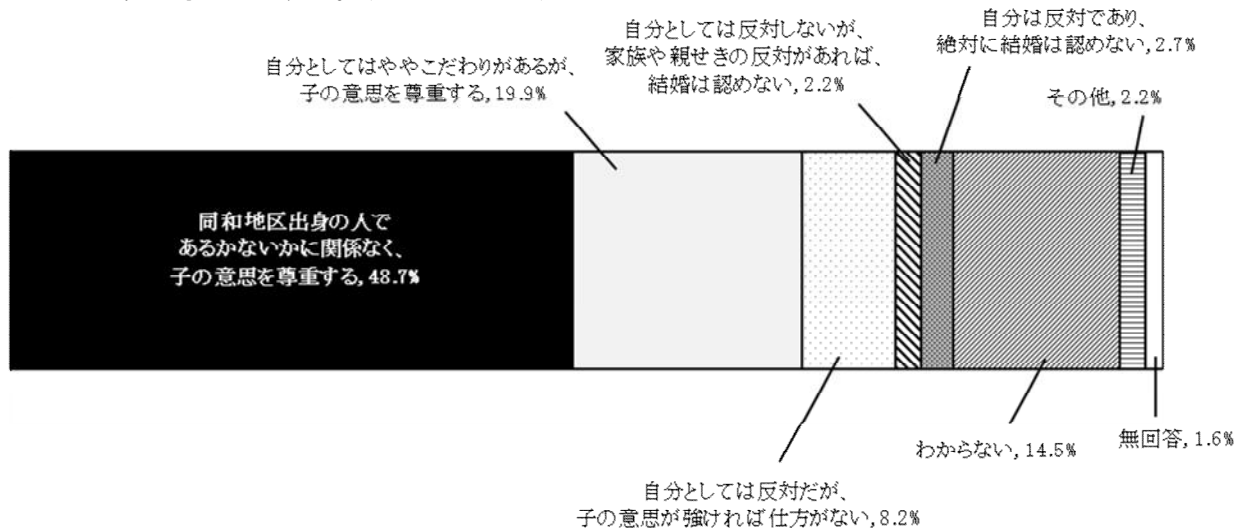 自分としてはややこだわりがあるが、
子の意思を尊重する, 19.9%
自分としては反対しないが、
家族や親せきの反対があれば、
結婚は認めない, 2.2%
自分は反対であり、
絶対に結婚は認めない, 2.7%
その他, 2.2%
同和地区出身の人で
あるかないかに関係なく、
子の意思を尊重する, 48.7%
わからない, 14.5%
無回答, 1.6%
自分としては反対だが、
子の意思が強ければ仕方がない, 8.2%